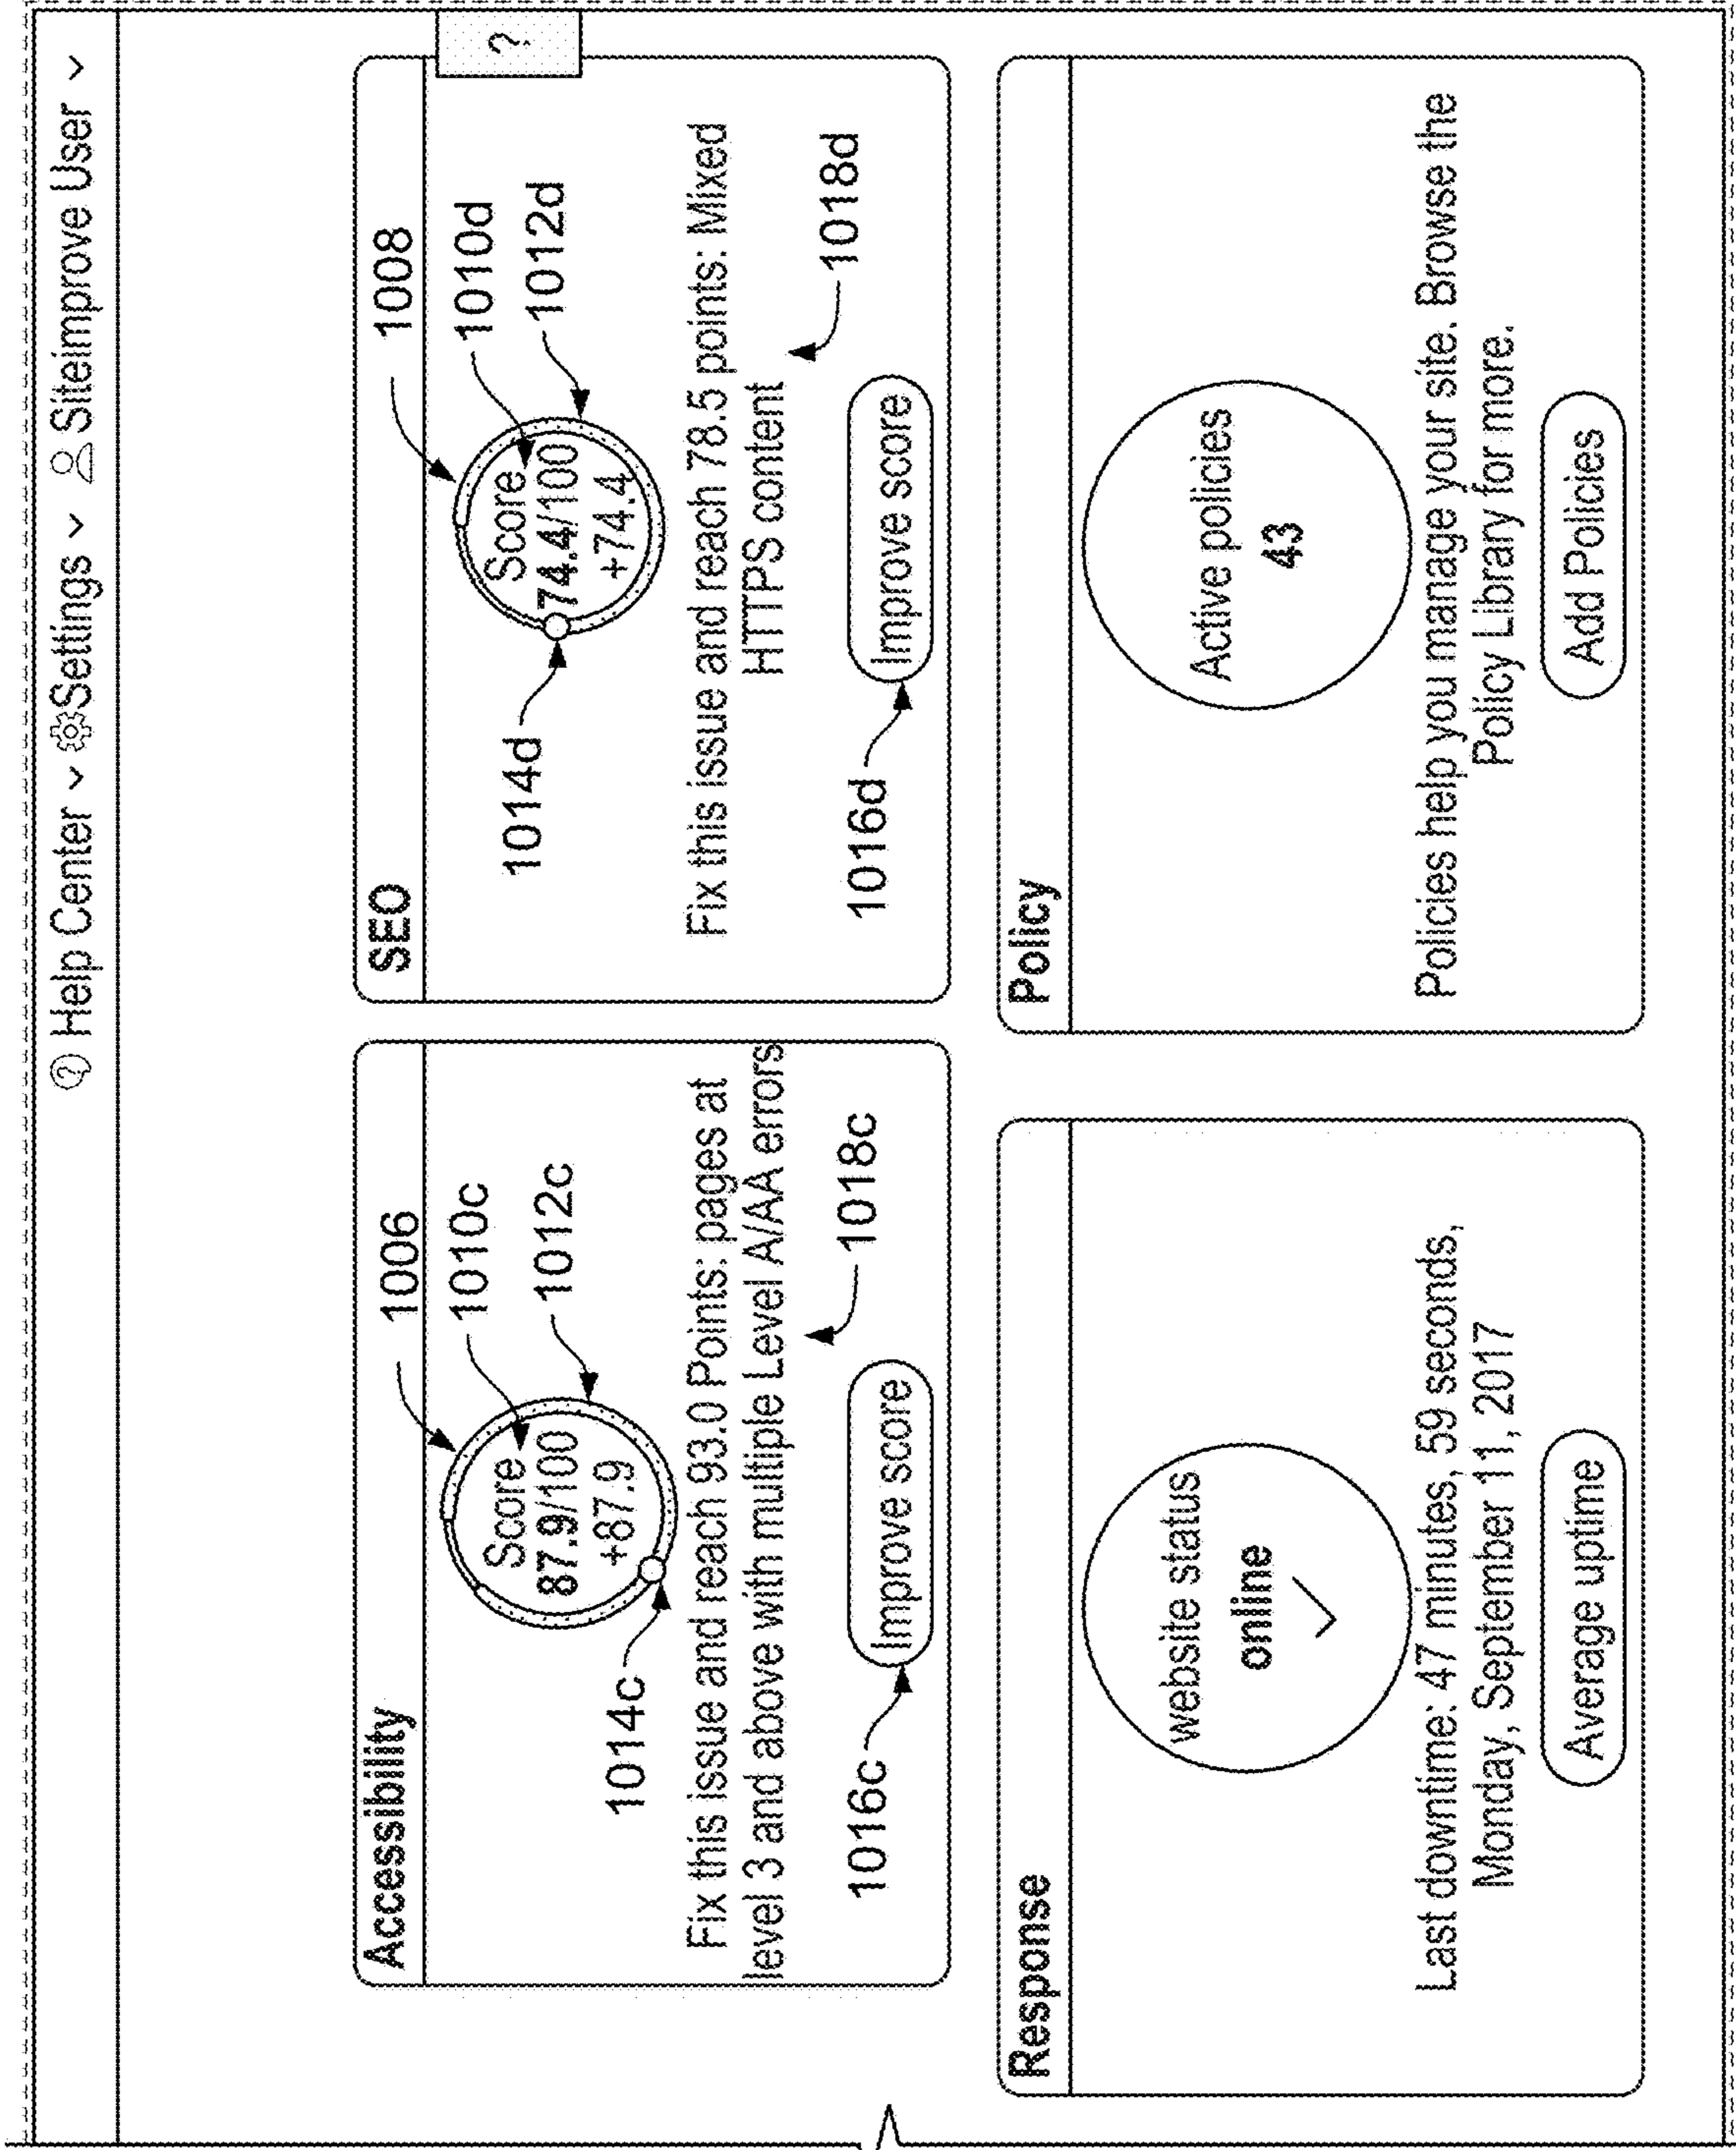 Help Center Settings Siteimprove User
Accessibility
1006
1010c
1012c
Score
87.9/100
+87.9
1014c
Fix this issue and reach 93.0 Points: pages at
level 3 and above with multiple Level A/AA errors
1018c
1016c
Improve score
SEO
1008
1010d
1012d
Score
74.4/100
+74.4
1014d
?
Fix this issue and reach 78.5 points: Mixed
HTTPS content
1018d
1016d
Improve score
Response
website status
online
Last downtime: 47 minutes, 59 seconds,
Monday, September 11, 2017
Average uptime
Policy
Active policies
43
Policies help you manage your site. Browse the
Policy Library for more.
Add Policies